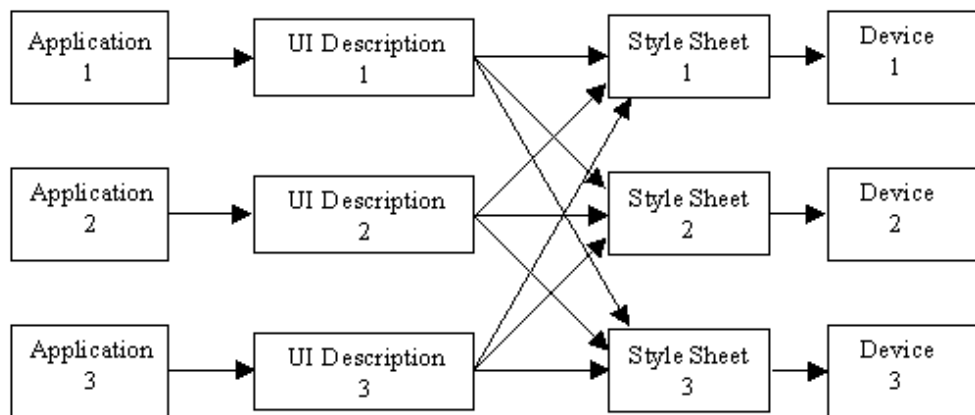 Application
1
UI Description
1
Style Sheet
1
Device
1
Application
2
UI Description
2
Style Sheet
2
Device
2
Application
3
UI Description
3
Style Sheet
3
Device
3